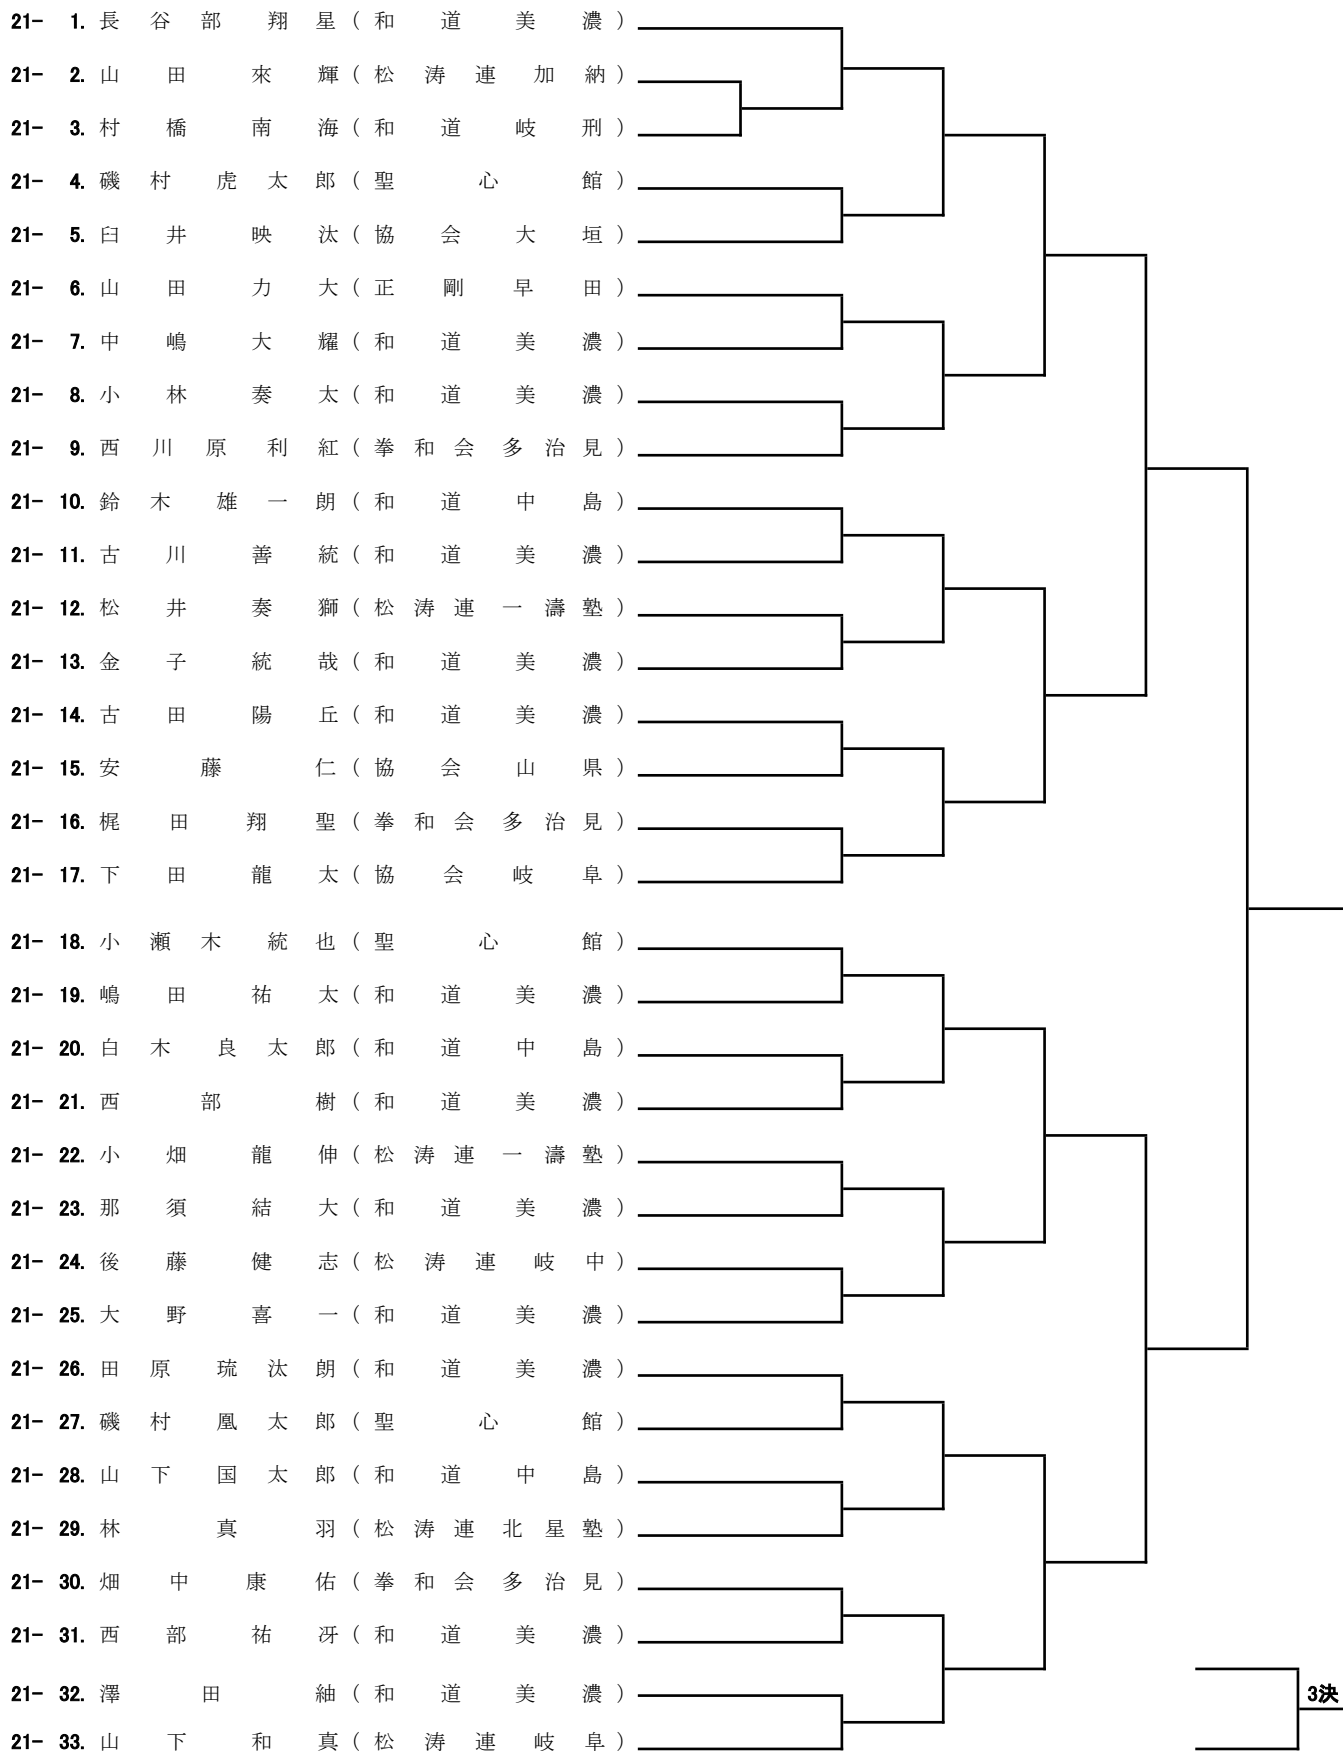 21- 1. 長谷部翔星（和道美濃）
21- 2. 山田來輝（松涛連加納）
21- 3. 村橋南海（和道岐刑）
21- 4. 磯村虎太郎（聖心館）
21- 5. 臼井映汰（協会大垣）
21- 6. 山田力大（正剛早田）
21- 7. 中嶋大耀（和道美濃）
21- 8. 小林奏太（和道美濃）
21- 9. 西川原利紅（拳和会多治見）
21- 10. 鈴木雄一朗（和道中島）
21- 11. 古川善統（和道美濃）
21- 12. 松井奏獅（松涛連一濤塾）
21- 13. 金子統哉（和道美濃）
21- 14. 古田陽丘（和道美濃）
21- 15. 安藤仁（協会山県）
21- 16. 梶田翔聖（拳和会多治見）
21- 17. 下田龍太（協会岐阜）
21- 18. 小瀬木統也（聖心館）
21- 19. 嶋田祐太（和道美濃）
21- 20. 白木良太郎（和道中島）
21- 21. 西部樹（和道美濃）
21- 22. 小畑龍伸（松涛連一濤塾）
21- 23. 那須結大（和道美濃）
21- 24. 後藤健志（松涛連岐中）
21- 25. 大野喜一（和道美濃）
21- 26. 田原琉汰朗（和道美濃）
21- 27. 磯村凰太郎（聖心館）
21- 28. 山下国太郎（和道中島）
21- 29. 林真羽（松涛連北星塾）
21- 30. 畑中康佑（拳和会多治見）
21- 31. 西部祐冴（和道美濃）
21- 32. 澤田紬（和道美濃）
3決
21- 33. 山下和真（松涛連岐阜）